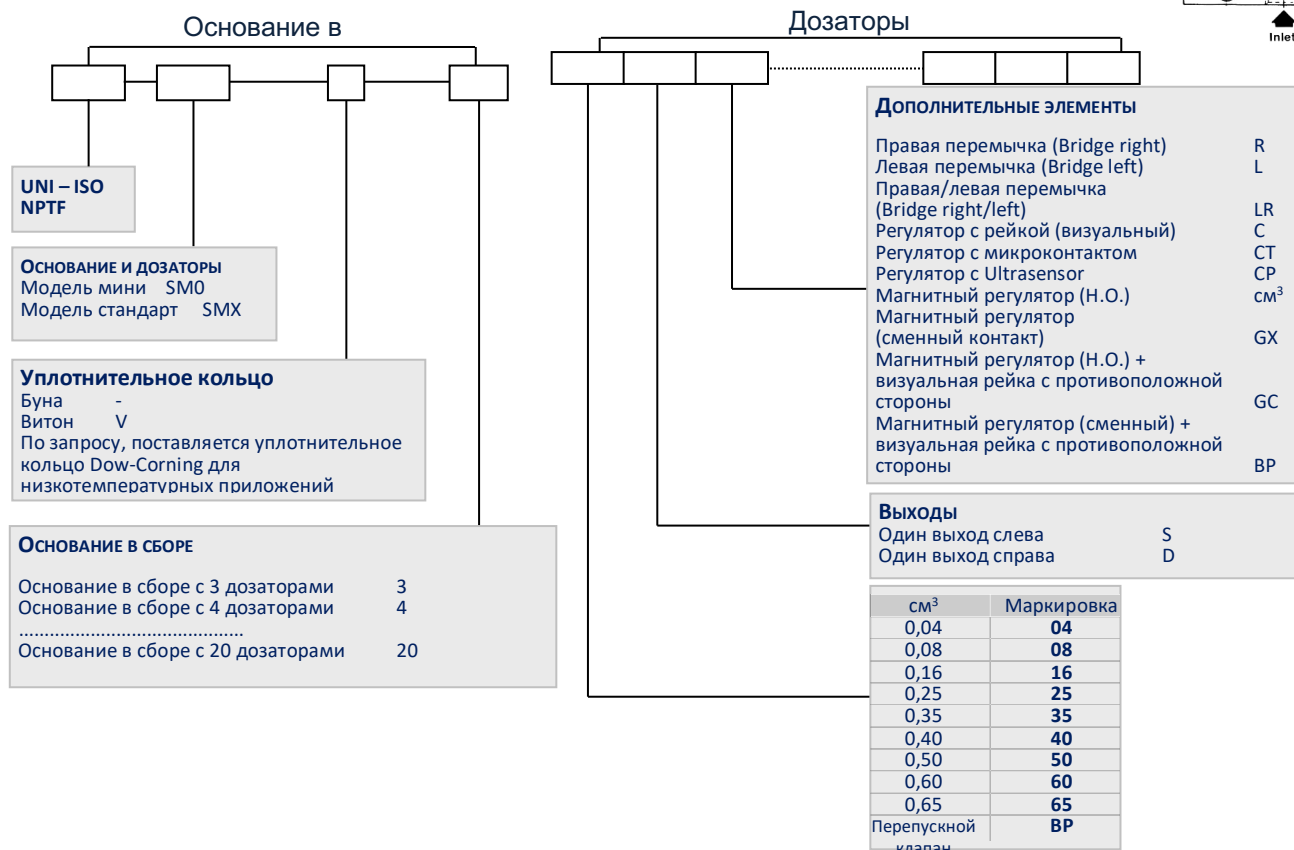 Inlet
Основание в
Дозаторы
UNI – ISO
NPTF
ОСНОВАНИЕ И ДОЗАТОРЫ
Модель мини SM0
Модель стандарт SMX
Уплотнительное кольцо
Буна -
Витон V
По запросу, поставляется уплотнительное
кольцо Dow-Corning для
низкотемпературных приложений
ОСНОВАНИЕ В СБОРЕ
Основание в сборе с 3 дозаторами 3
Основание в сборе с 4 дозаторами 4
............................................
Основание в сборе с 20 дозаторами 20
ДОПОЛНИТЕЛЬНЫЕ ЭЛЕМЕНТЫ
Правая перемычка (Bridge right) R
Левая перемычка (Bridge left) L
Правая/левая перемычка
(Bridge right/left) LR
Регулятор с рейкой (визуальный) C
Регулятор с микроконтактом CT
Регулятор с Ultrasensor CP
Магнитный регулятор (Н.О.) см³
Магнитный регулятор
(сменный контакт) GX
Магнитный регулятор (Н.О.) +
визуальная рейка с противоположной
стороны GC
Магнитный регулятор (сменный) +
визуальная рейка с противоположной
стороны BP
ВЫХОДЫ
Один выход слева S
Один выход справа D
см³ Маркировка
0,04 04
0,08 08
0,16 16
0,25 25
0,35 35
0,40 40
0,50 50
0,60 60
0,65 65
Перепускной BP
клапан